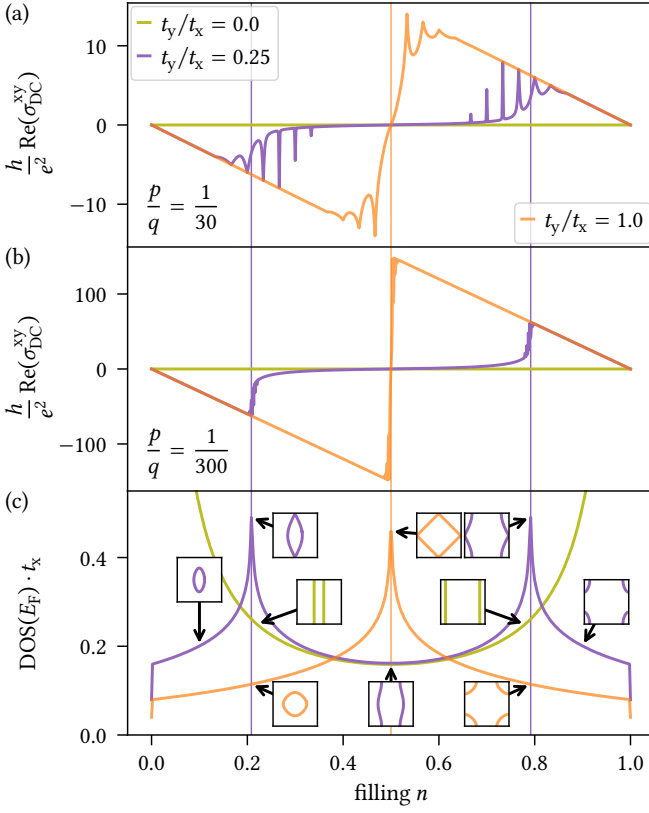 (a)
t_y/t_x = 0.0
t_y/t_x = 0.25
10
0
−10
h/e² Re(σ_DC^xy)
p/q = 1/30
t_y/t_x = 1.0
(b)
100
0
−100
h/e² Re(σ_DC^xy)
p/q = 1/300
(c)
0.4
0.2
0.0
DOS(E_F) · t_x
0.0 0.2 0.4 0.6 0.8 1.0
filling n